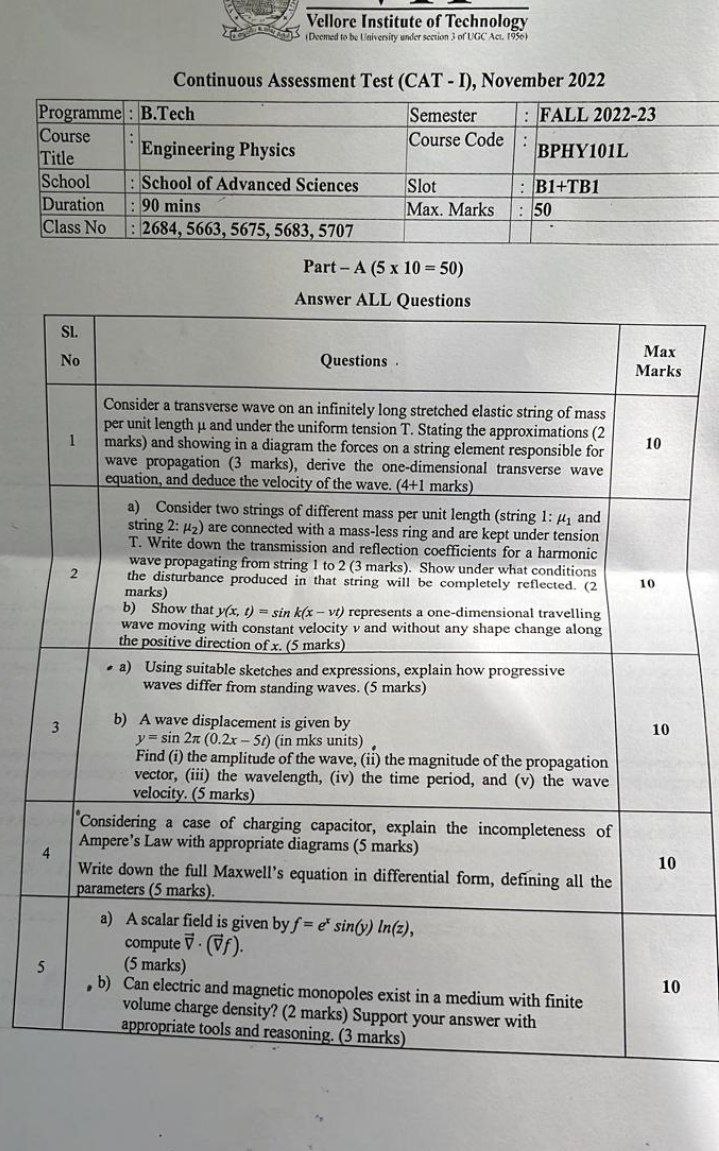 Vellore Institute of Technology
(Deemed to be University under section 3 of UGC Act, 1956)
Continuous Assessment Test (CAT - I), November 2022
Programme : B.Tech Semester : FALL 2022-23
Course Title : Engineering Physics Course Code : BPHY101L
School : School of Advanced Sciences Slot : B1+TB1
Duration : 90 mins Max. Marks : 50
Class No : 2684, 5663, 5675, 5683, 5707
Part – A (5 x 10 = 50)
Answer ALL Questions
Sl. No Questions Max Marks
1 10
Consider a transverse wave on an infinitely long stretched elastic string of mass
per unit length μ and under the uniform tension T. Stating the approximations (2
marks) and showing in a diagram the forces on a string element responsible for
wave propagation (3 marks), derive the one-dimensional transverse wave
equation, and deduce the velocity of the wave. (4+1 marks)
2 10
a) Consider two strings of different mass per unit length (string 1: μ₁ and
string 2: μ₂) are connected with a mass-less ring and are kept under tension
T. Write down the transmission and reflection coefficients for a harmonic
wave propagating from string 1 to 2 (3 marks). Show under what conditions
the disturbance produced in that string will be completely reflected. (2
marks)
b) Show that y(x, t) = sin k(x – vt) represents a one-dimensional travelling
wave moving with constant velocity v and without any shape change along
the positive direction of x. (5 marks)
3 10
a) Using suitable sketches and expressions, explain how progressive
waves differ from standing waves. (5 marks)
b) A wave displacement is given by
y = sin 2π (0.2x – 5t) (in mks units)
Find (i) the amplitude of the wave, (ii) the magnitude of the propagation
vector, (iii) the wavelength, (iv) the time period, and (v) the wave
velocity. (5 marks)
4 10
Considering a case of charging capacitor, explain the incompleteness of
Ampere's Law with appropriate diagrams (5 marks)
Write down the full Maxwell's equation in differential form, defining all the
parameters (5 marks).
5 10
a) A scalar field is given by f = eˣ sin(y) ln(z),
compute ∇⃗ · (∇⃗f).
(5 marks)
b) Can electric and magnetic monopoles exist in a medium with finite
volume charge density? (2 marks) Support your answer with
appropriate tools and reasoning. (3 marks)